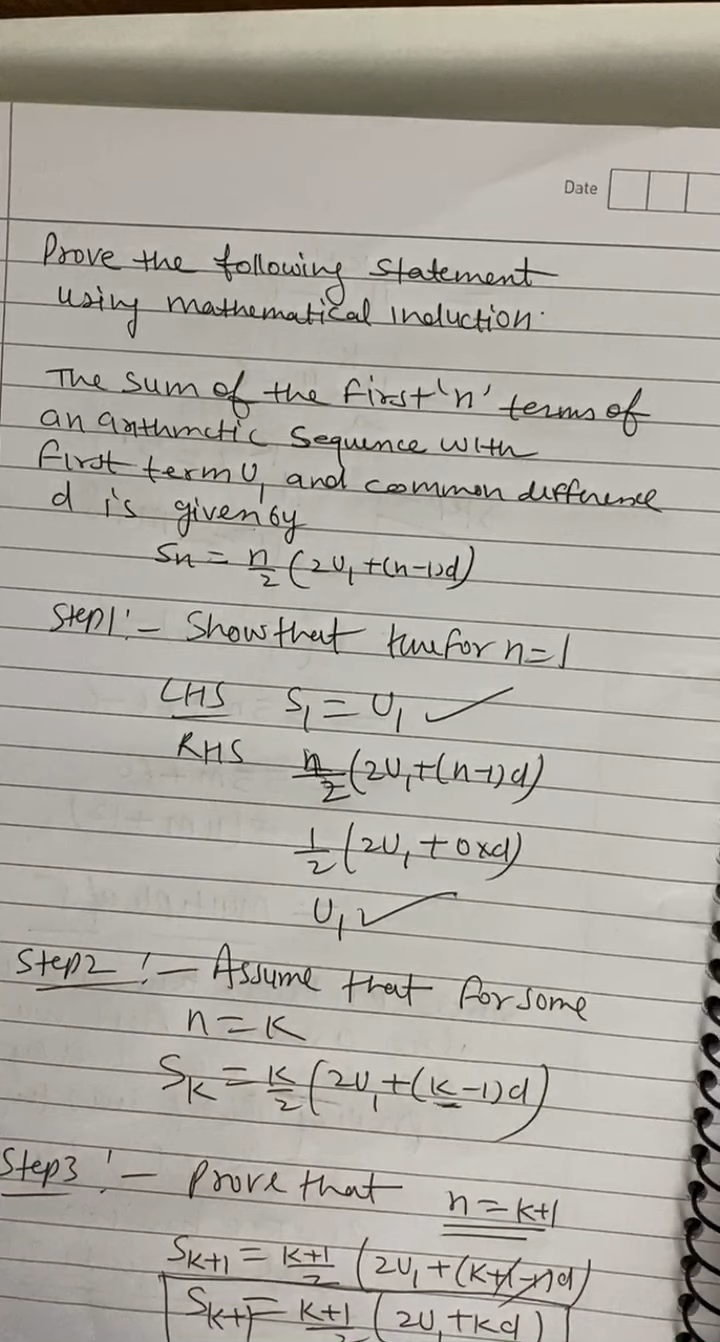 Date
Prove the following statement
using mathematical induction.
The sum of the first 'n' terms of
an arithmetic sequence with
first term U₁ and common difference
d is given by
Sn = n/2 (2U₁ + (n-1)d)
Step1:- Show that true for n=1
LHS S₁ = U₁ ✓
RHS n/2 (2U₁ + (n-1)d)
1/2 (2U₁ + 0xd)
U₁ ✓
Step2:- Assume that for some
n = K
SK = K/2 (2U₁ + (K-1)d)
Step3:- Prove that n = K+1
SK+1 = K+1/2 (2U₁ + (K+1-1)d)
SK+1 = K+1/2 (2U₁ + Kd)